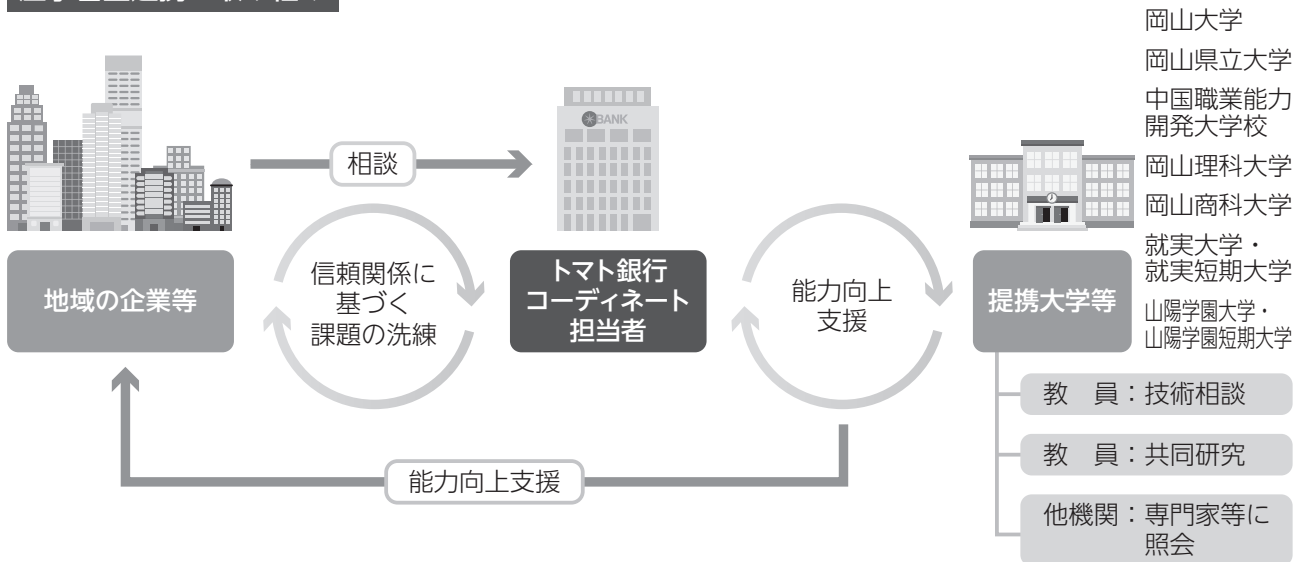 相談
BANK
地域の企業等
信頼関係に
基づく
課題の洗練
トマト銀行
コーディネート
担当者
能力向上
支援
提携大学等
岡山大学
岡山県立大学
中国職業能力
開発大学校
岡山理科大学
岡山商科大学
就実大学・
就実短期大学
山陽学園大学・
山陽学園短期大学
教　員：技術相談
教　員：共同研究
他機関：専門家等に
照会
能力向上支援